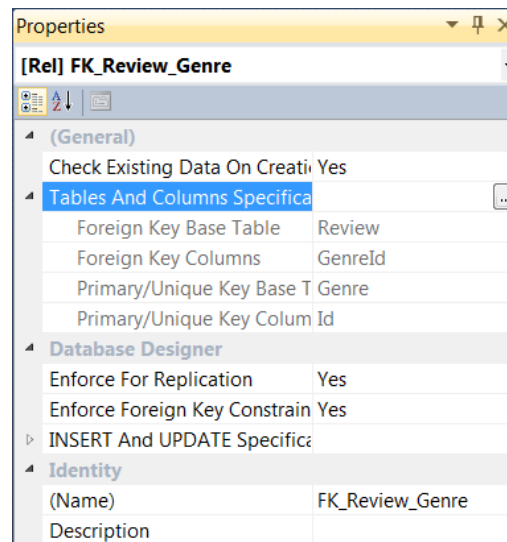 Properties
[Rel] FK_Review_Genre
(General)
Check Existing Data On Creati Yes
Tables And Columns Specifica
Foreign Key Base Table Review
Foreign Key Columns GenreId
Primary/Unique Key Base T Genre
Primary/Unique Key Colum Id
Database Designer
Enforce For Replication Yes
Enforce Foreign Key Constrain Yes
INSERT And UPDATE Specifica
Identity
(Name) FK_Review_Genre
Description